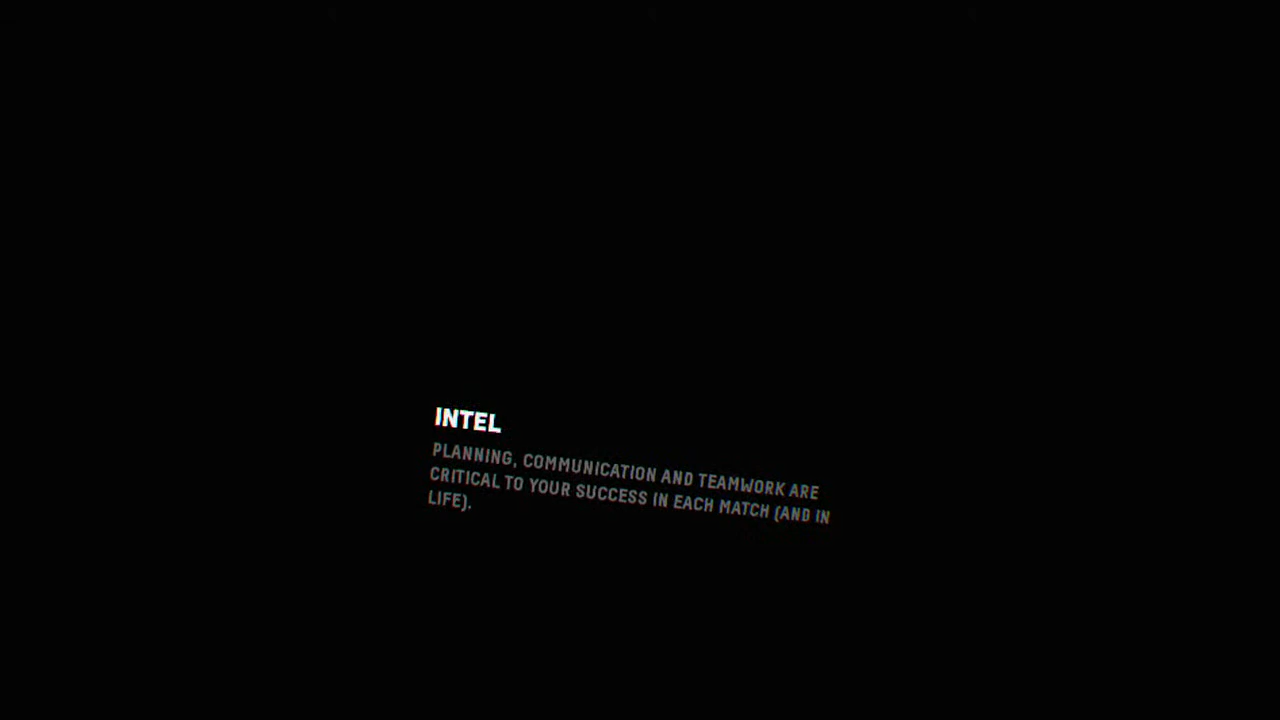 INTEL
PLANNING, COMMUNICATION AND TEAMWORK ARE
CRITICAL TO YOUR SUCCESS IN EACH MATCH (AND IN
LIFE).